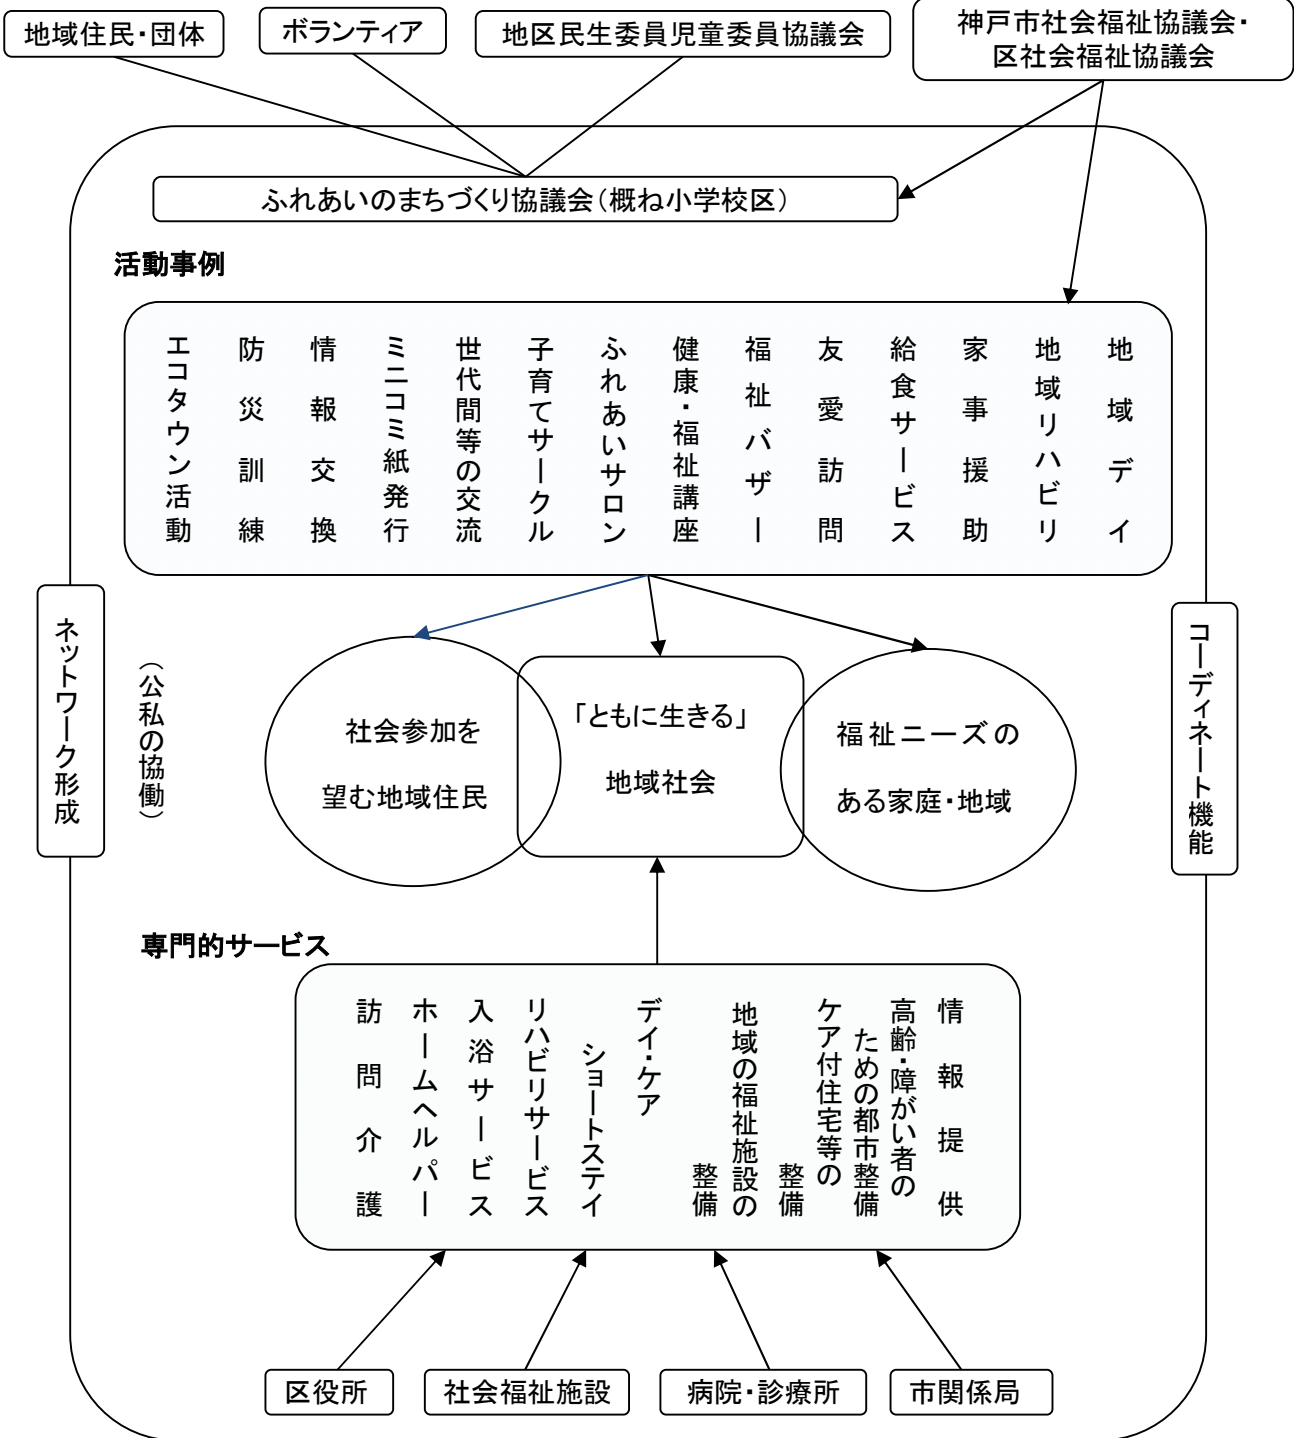 地域住民・団体
ボランティア
地区民生委員児童委員協議会
神戸市社会福祉協議会・
区社会福祉協議会
ふれあいのまちづくり協議会（概ね小学校区）
活動事例
地域デイ
地域リハビリ
家事援助
給食サービス
友愛訪問
福祉バザー
健康・福祉講座
ふれあいサロン
子育てサークル
世代間等の交流
ミニコミ紙発行
情報交換
防災訓練
エコタウン活動
ネットワーク形成
（公私の協働）
社会参加を
望む地域住民
「ともに生きる」
地域社会
福祉ニーズの
ある家庭・地域
コーディネート機能
専門的サービス
情報提供
高齢・障がい者の
ための都市整備
ケア付住宅等の
整備
地域の福祉施設の
整備
デイ・ケア
ショートステイ
リハビリサービス
入浴サービス
ホームヘルパー
訪問介護
区役所
社会福祉施設
病院・診療所
市関係局